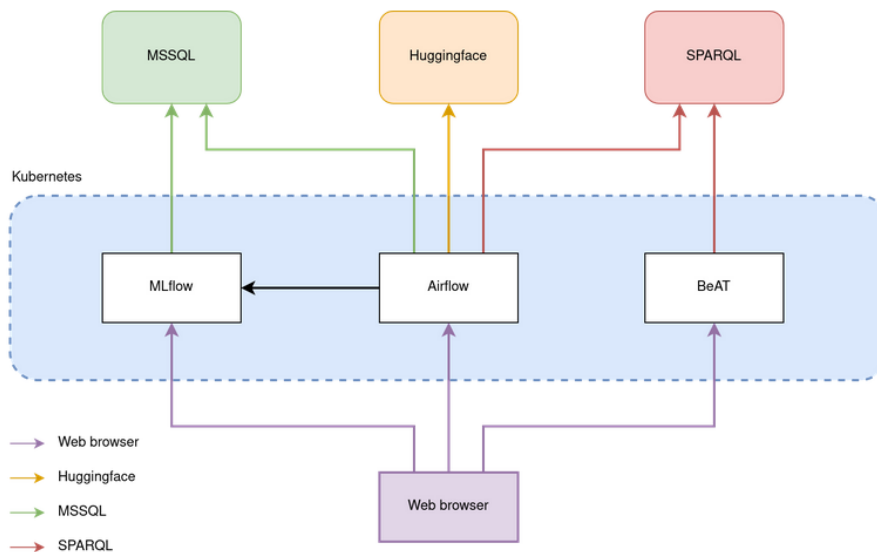 MSSQL
Huggingface
SPARQL
Kubernetes
MLflow
Airflow
BeAT
Web browser
Huggingface
MSSQL
SPARQL
Web browser